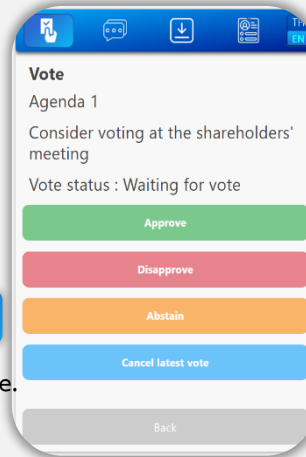 EN
Vote
Agenda 1
Consider voting at the shareholders'
meeting
Vote status : Waiting for vote
Approve
Disapprove
Abstain
Cancel latest vote
Back